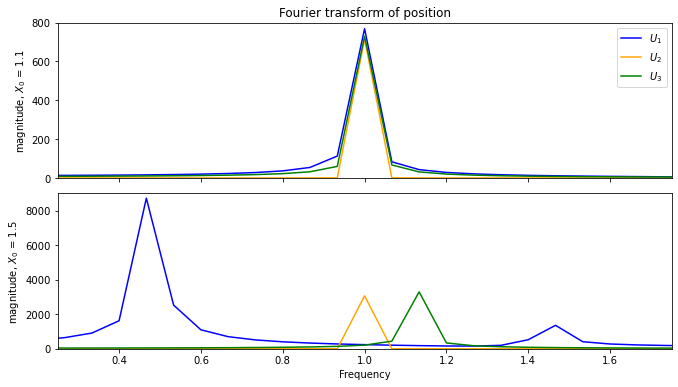 Fourier transform of position
magnitude, X₀ = 1.1
800
600
400
200
0
U₁
U₂
U₃
magnitude, X₀ = 1.5
8000
6000
4000
2000
0
0.4 0.6 0.8 1.0 1.2 1.4 1.6
Frequency